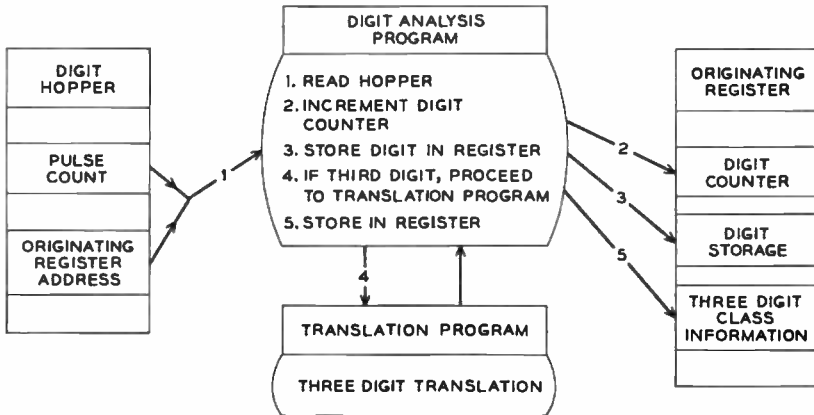 DIGIT
HOPPER
PULSE
COUNT
ORIGINATING
REGISTER
ADDRESS
1
DIGIT ANALYSIS
PROGRAM
1. READ HOPPER
2. INCREMENT DIGIT
COUNTER
3. STORE DIGIT IN REGISTER
4. IF THIRD DIGIT, PROCEED
TO TRANSLATION PROGRAM
5. STORE IN REGISTER
4
TRANSLATION PROGRAM
THREE DIGIT TRANSLATION
2
3
5
ORIGINATING
REGISTER
DIGIT
COUNTER
DIGIT
STORAGE
THREE DIGIT
CLASS
INFORMATION